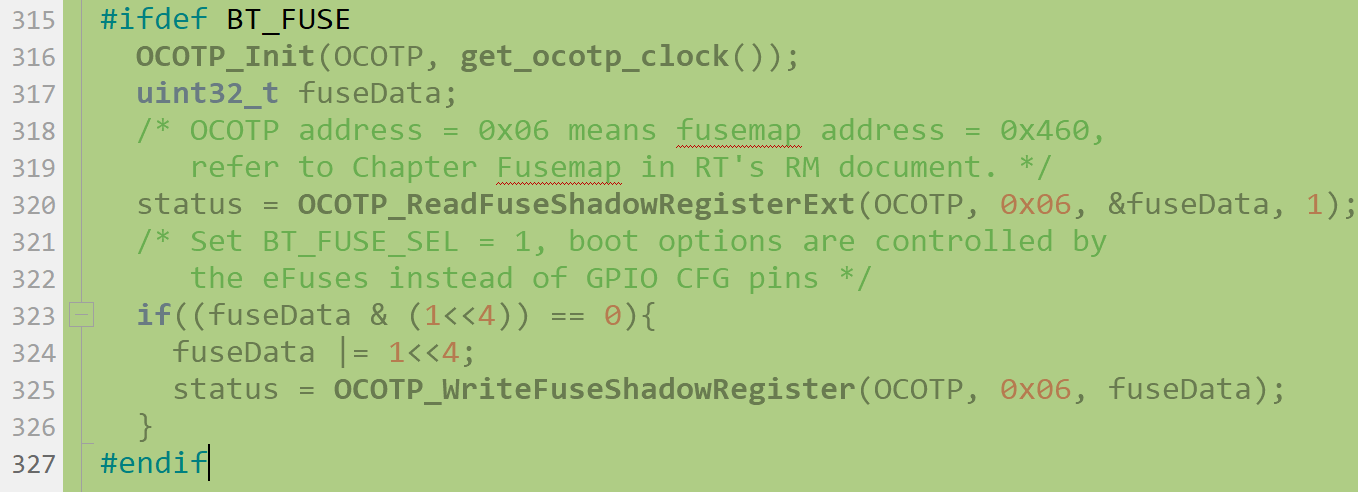 315 #ifdef BT_FUSE
316 OCOTP_Init(OCOTP, get_ocotp_clock());
317 uint32_t fuseData;
318 /* OCOTP address = 0x06 means fusemap address = 0x460,
319 refer to Chapter Fusemap in RT's RM document. */
320 status = OCOTP_ReadFuseShadowRegisterExt(OCOTP, 0x06, &fuseData, 1);
321 /* Set BT_FUSE_SEL = 1, boot options are controlled by
322 the eFuses instead of GPIO CFG pins */
323 if((fuseData & (1<<4)) == 0){
324 fuseData |= 1<<4;
325 status = OCOTP_WriteFuseShadowRegister(OCOTP, 0x06, fuseData);
326 }
327 #endif